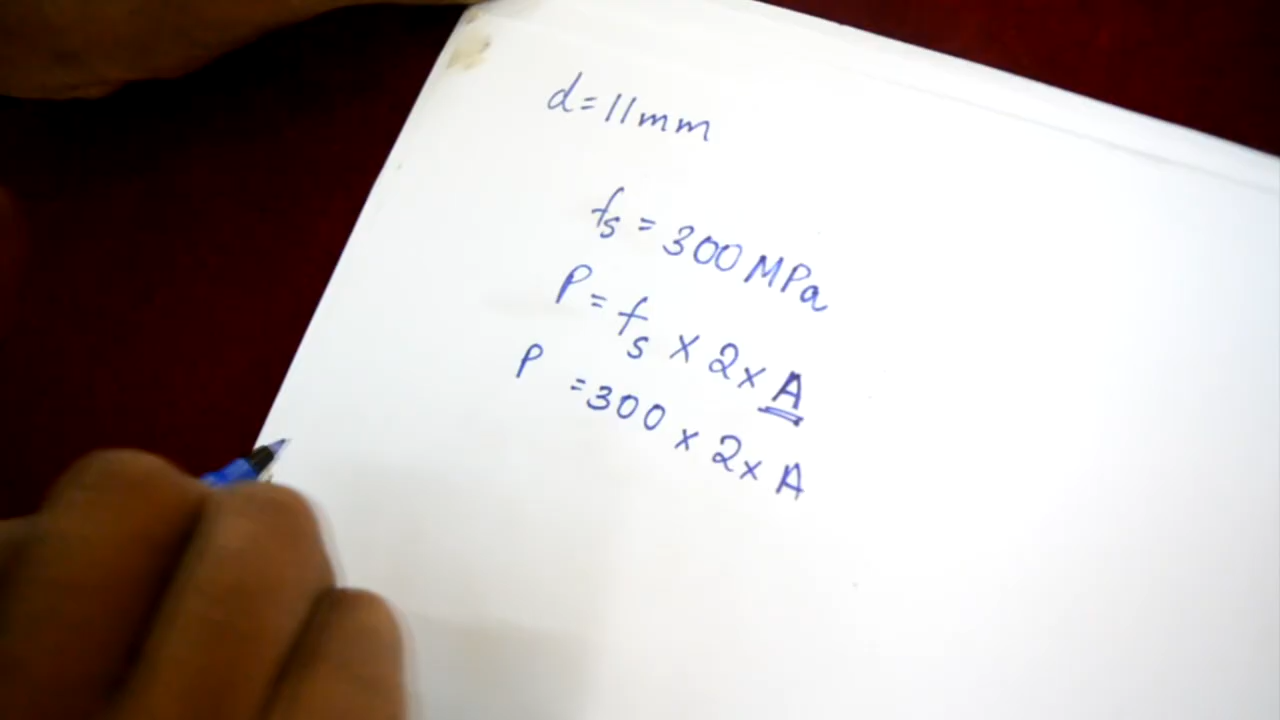 d=11mm
fs = 300 MPa
P = fs × 2× A
P =300 × 2× A